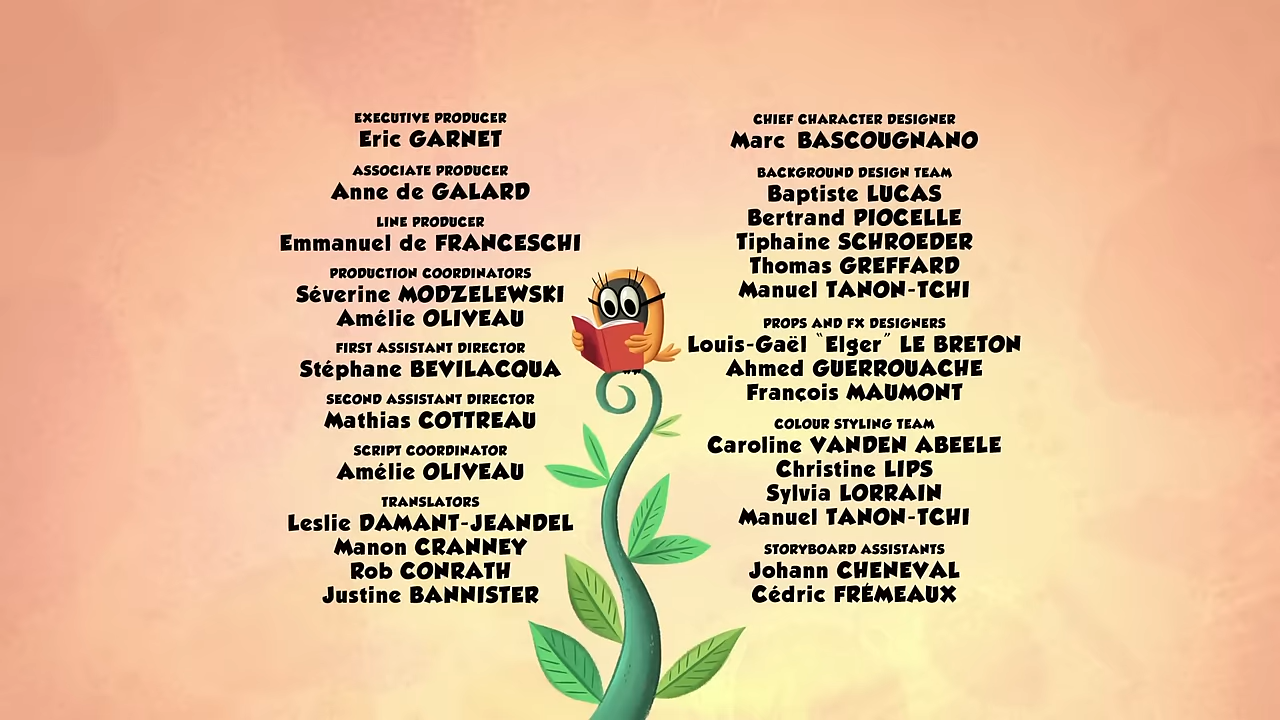 EXECUTIVE PRODUCER
Eric GARNET
ASSOCIATE PRODUCER
Anne de GALARD
LINE PRODUCER
Emmanuel de FRANCESCHI
PRODUCTION COORDINATORS
Séverine MODZELEWSKI
Amélie OLIVEAU
FIRST ASSISTANT DIRECTOR
Stéphane BEVILACQUA
SECOND ASSISTANT DIRECTOR
Mathias COTTREAU
SCRIPT COORDINATOR
Amélie OLIVEAU
TRANSLATORS
Leslie DAMANT-JEANDEL
Manon CRANNEY
Rob CONRATH
Justine BANNISTER
CHIEF CHARACTER DESIGNER
Marc BASCOUGNANO
BACKGROUND DESIGN TEAM
Baptiste LUCAS
Bertrand PIOCELLE
Tiphaine SCHROEDER
Thomas GREFFARD
Manuel TANON-TCHI
PROPS AND FX DESIGNERS
Louis-Gaël “Elger” LE BRETON
Ahmed GUERROUACHE
François MAUMONT
COLOUR STYLING TEAM
Caroline VANDEN ABEELE
Christine LIPS
Sylvia LORRAIN
Manuel TANON-TCHI
STORYBOARD ASSISTANTS
Johann CHENEVAL
Cédric FRÉMEAUX